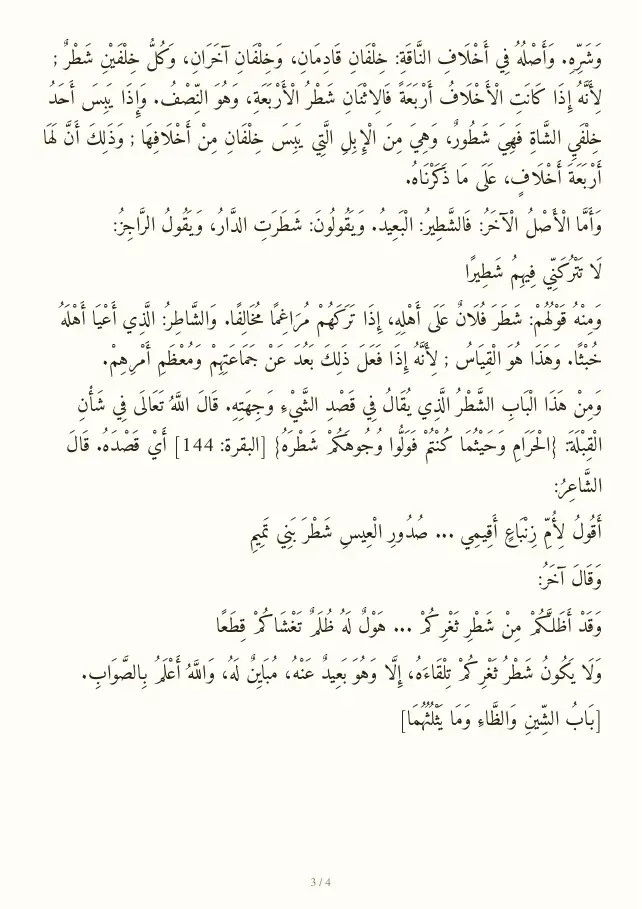 وَشَرِّهِ. وَأَصْلُهُ فِي أَخْلَافِ النَّاقَةِ: خِلْفَانِ قَادِمَانِ، وَخِلْفَانِ آخَرَانِ، وَكُلُّ خِلْفَيْنِ شَطْرٌ ;
لِأَنَّهُ إِذَا كَانَتِ الْأَخْلَافُ أَرْبَعَةً فَالِاثْنَانِ شَطْرُ الْأَرْبَعَةِ، وَهُوَ النِّصْفُ. وَإِذَا يَبِسَ أَحَدُ
خِلْفَيِ الشَّاةِ فَهِيَ شَطُورٌ، وَهِيَ مِنَ الْإِبِلِ الَّتِي يَبِسَ خِلْفَانِ مِنْ أَخْلَافِهَا ; وَذَلِكَ أَنَّ لَهَا
أَرْبَعَةَ أَخْلَافٍ، عَلَى مَا ذَكَرْنَاهُ.
وَأَمَّا الْأَصْلُ الْآخَرُ: فَالشَّطِيرُ: الْبَعِيدُ. وَيَقُولُونَ: شَطَرَتِ الدَّارُ، وَيَقُولُ الرَّاجِزُ:
لَا تَتْرُكَنِّي فِيهِمُ شَطِيرًا
وَمِنْهُ قَوْلُهُمْ: شَطَرَ فُلَانٌ عَلَى أَهْلِهِ، إِذَا تَرَكَهُمْ مُرَاغِمًا مُخَالِفًا. وَالشَّاطِرُ: الَّذِي أَعْيَا أَهْلَهُ
خُبْثًا. وَهَذَا هُوَ الْقِيَاسُ ; لِأَنَّهُ إِذَا فَعَلَ ذَلِكَ بَعُدَ عَنْ جَمَاعَتِهِمْ وَمُعْظَمِ أَمْرِهِمْ.
وَمِنْ هَذَا الْبَابِ الشَّطْرُ الَّذِي يُقَالُ فِي قَصْدِ الشَّيْءِ وَجِهَتِهِ. قَالَ اللَّهُ تَعَالَى فِي شَأْنِ
الْقِبْلَةِ: {الْحَرَامِ وَحَيْثُمَا كُنْتُمْ فَوَلُّوا وُجُوهَكُمْ شَطْرَهُ} [البقرة: 144] أَيْ قَصْدَهُ. قَالَ
الشَّاعِرُ:
أَقُولُ لِأُمِّ زِنْبَاعٍ أَقِيمِي ... صُدُورِ الْعِيسِ شَطْرَ بَنِي تَمِيمِ
وَقَالَ آخَرُ:
وَقَدْ أَظَلَّكُمْ مِنْ شَطْرِ ثَغْرِكُمْ ... هَوْلٌ لَهُ ظُلَمٌ تَغْشَاكُمْ قِطَعًا
وَلَا يَكُونُ شَطْرُ ثَغْرِكُمْ تِلْقَاءَهُ، إِلَّا وَهُوَ بَعِيدٌ عَنْهُ، مُبَايِنٌ لَهُ، وَاللَّهُ أَعْلَمُ بِالصَّوَابِ.
[بَابُ الشِّينِ وَالظَّاءِ وَمَا يَثْلُثُهُمَا]
3 / 4